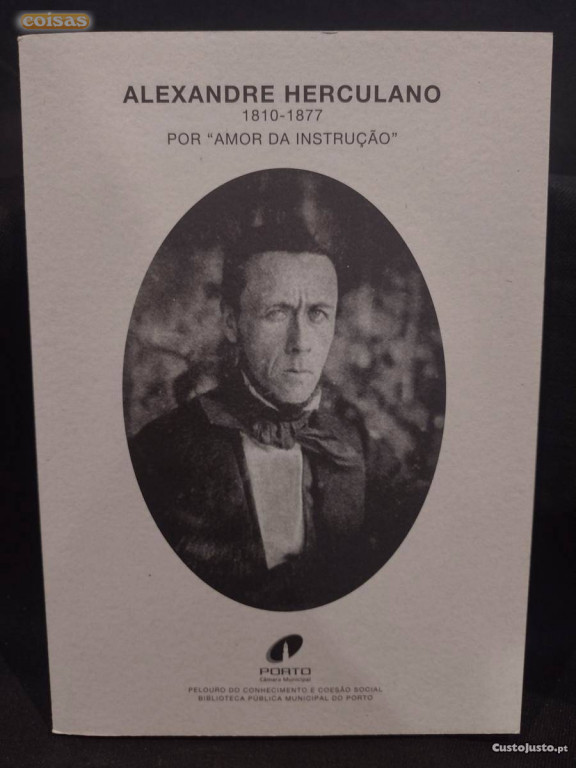 coisas
ALEXANDRE HERCULANO
1810-1877
POR “AMOR DA INSTRUÇÃO”
PORTO
Câmara Municipal
PELOURO DO CONHECIMENTO E COESÃO SOCIAL
BIBLIOTECA PÚBLICA MUNICIPAL DO PORTO
CustoJusto.pt